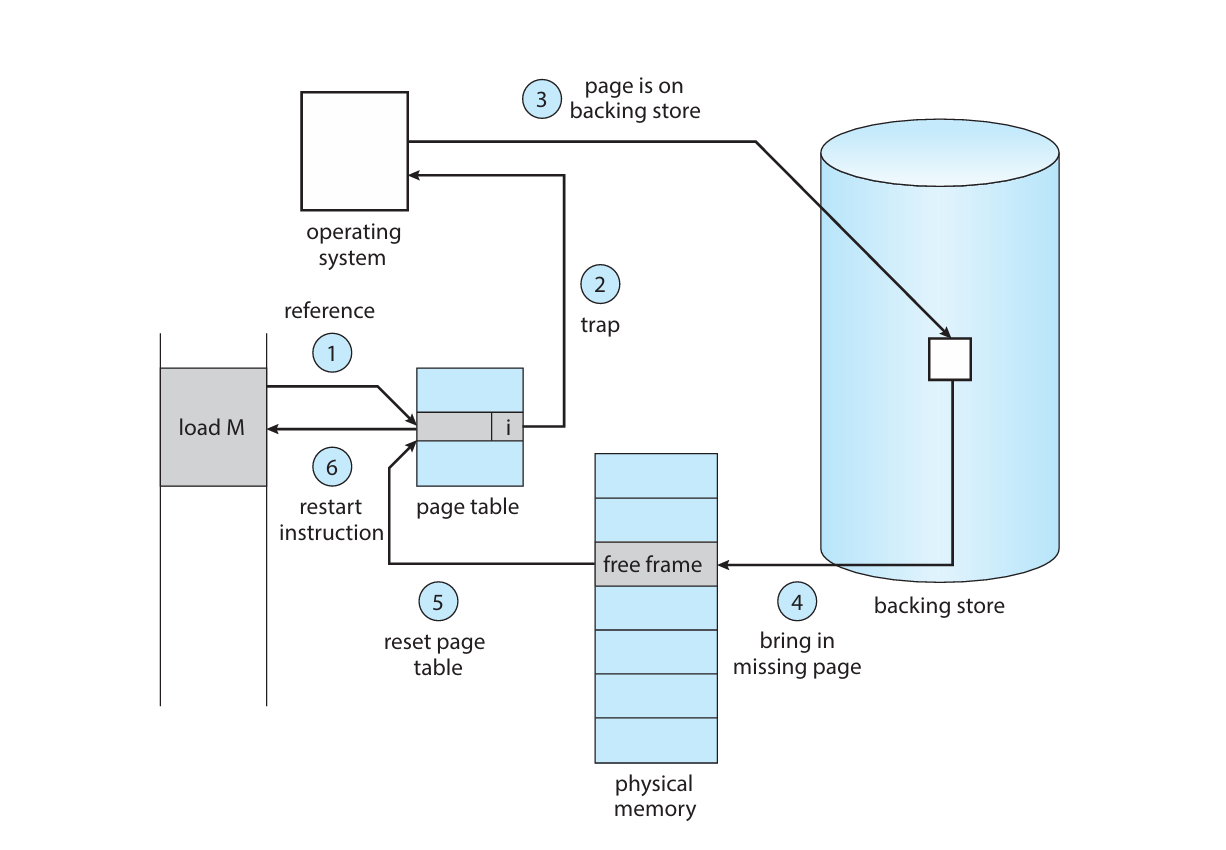 3
page is on
backing store
operating
system
2
trap
reference
1
load M
i
6
restart
instruction
page table
free frame
5
reset page
table
4
bring in
missing page
backing store
physical
memory